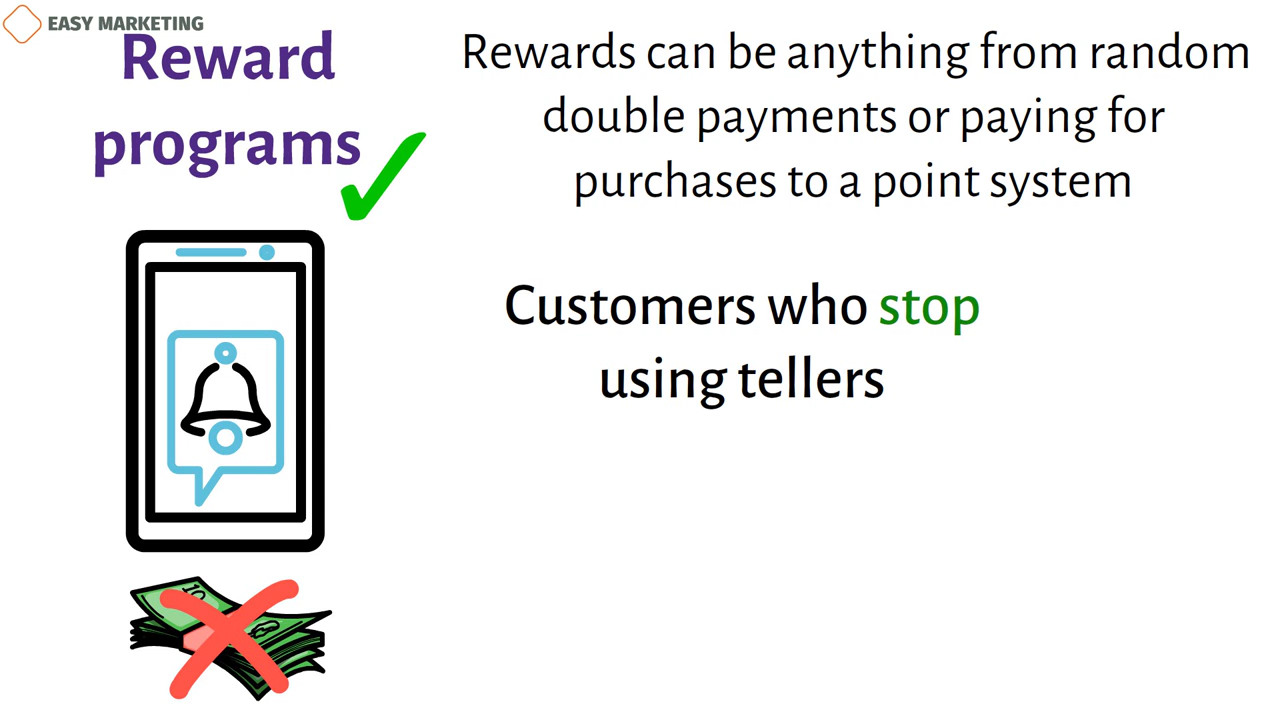 EASY MARKETING
Reward
programs
Rewards can be anything from random
double payments or paying for
purchases to a point system
Customers who stop
using tellers
10